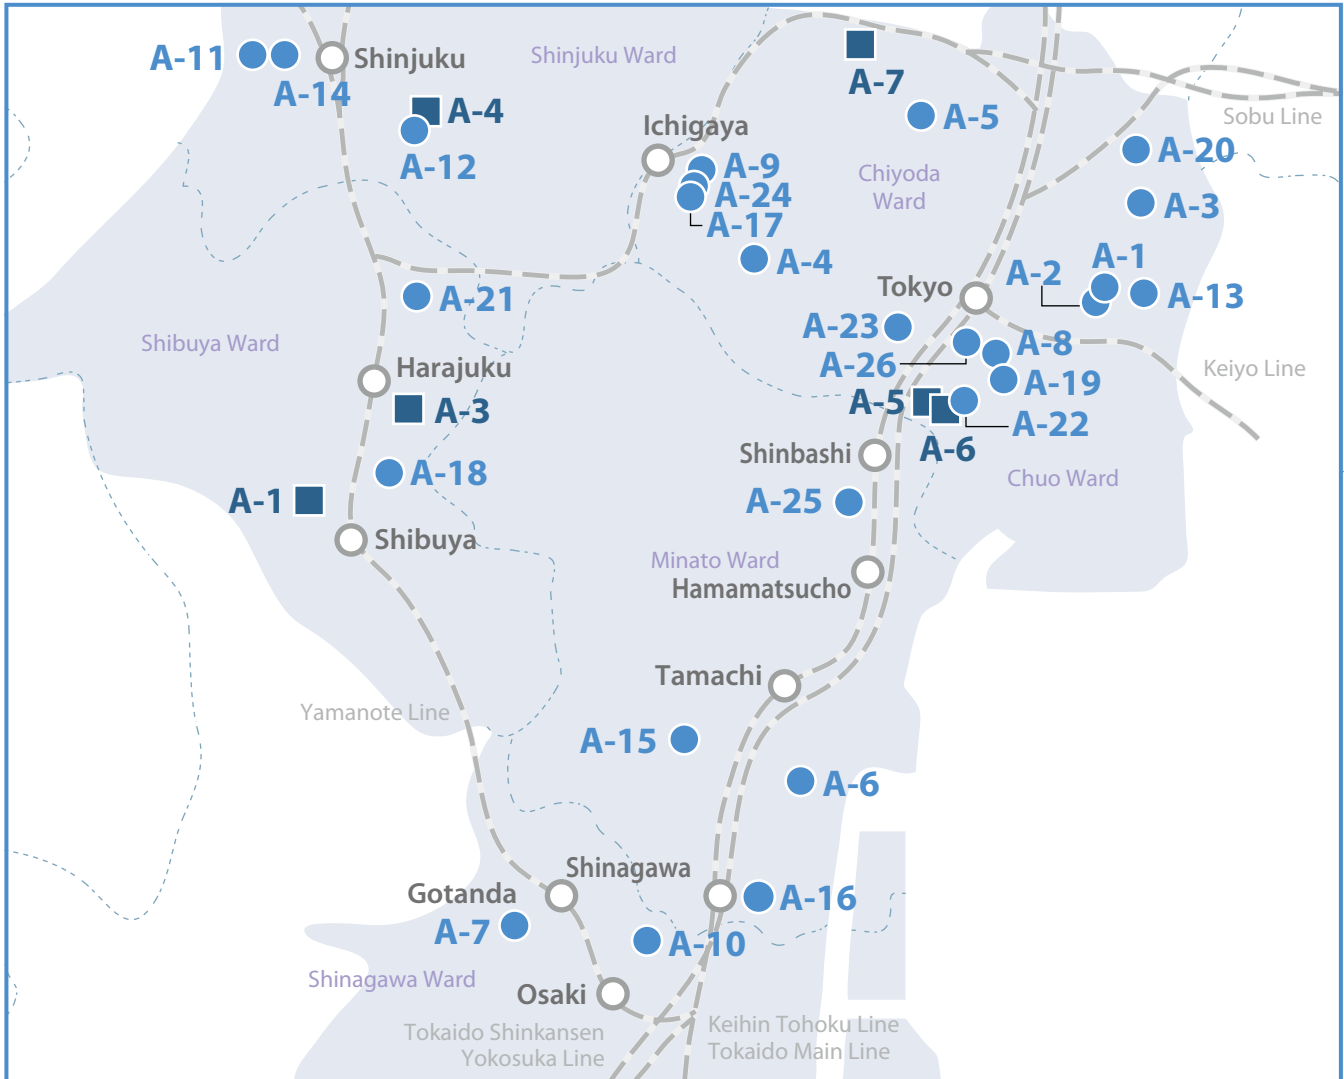 A-11
A-14
Shinjuku
Shinjuku Ward
A-7
A-5
Sobu Line
A-4
A-12
Ichigaya
A-9
A-24
A-17
Chiyoda
Ward
A-20
A-3
A-4
A-21
Tokyo
A-2
A-1
A-13
Shibuya Ward
A-23
A-26
A-8
A-19
Keiyo Line
Harajuku
A-3
A-5
A-22
A-6
Shinbashi
A-18
A-1
A-25
Chuo Ward
Shibuya
Minato Ward
Hamamatsucho
Tamachi
Yamanote Line
A-15
A-6
Shinagawa
Gotanda
A-16
A-7
A-10
Shinagawa Ward
Osaki
Tokaido Shinkansen
Yokosuka Line
Keihin Tohoku Line
Tokaido Main Line